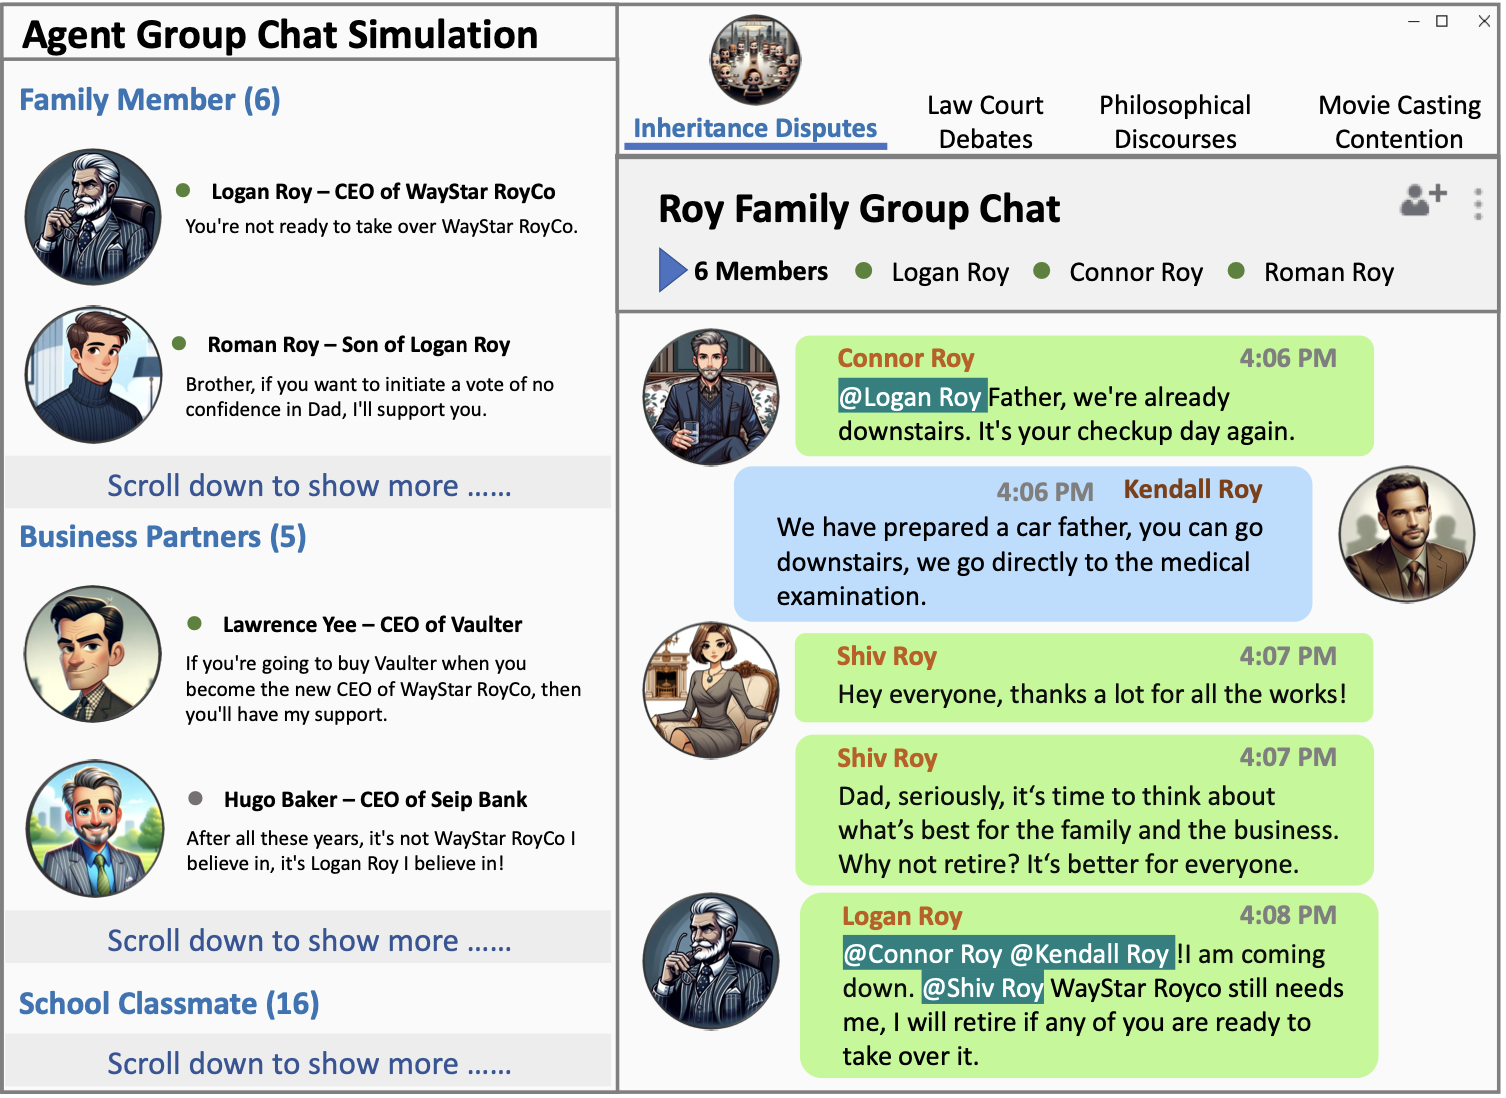 Agent Group Chat Simulation
Family Member (6)
Logan Roy – CEO of WayStar RoyCo
You're not ready to take over WayStar RoyCo.
Roman Roy – Son of Logan Roy
Brother, if you want to initiate a vote of no
confidence in Dad, I'll support you.
Scroll down to show more ......
Business Partners (5)
Lawrence Yee – CEO of Vaulter
If you're going to buy Vaulter when you
become the new CEO of WayStar RoyCo, then
you'll have my support.
Hugo Baker – CEO of Seip Bank
After all these years, it's not WayStar RoyCo I
believe in, it's Logan Roy I believe in!
Scroll down to show more ......
School Classmate (16)
Scroll down to show more ......
Inheritance Disputes
Law Court
Debates
Philosophical
Discourses
Movie Casting
Contention
Roy Family Group Chat
6 Members Logan Roy Connor Roy Roman Roy
Connor Roy 4:06 PM
@Logan Roy Father, we're already
downstairs. It's your checkup day again.
4:06 PM Kendall Roy
We have prepared a car father, you can go
downstairs, we go directly to the medical
examination.
Shiv Roy 4:07 PM
Hey everyone, thanks a lot for all the works!
Shiv Roy 4:07 PM
Dad, seriously, it‘s time to think about
what’s best for the family and the business.
Why not retire? It‘s better for everyone.
Logan Roy 4:08 PM
@Connor Roy @Kendall Roy !I am coming
down. @Shiv Roy WayStar Royco still needs
me, I will retire if any of you are ready to
take over it.